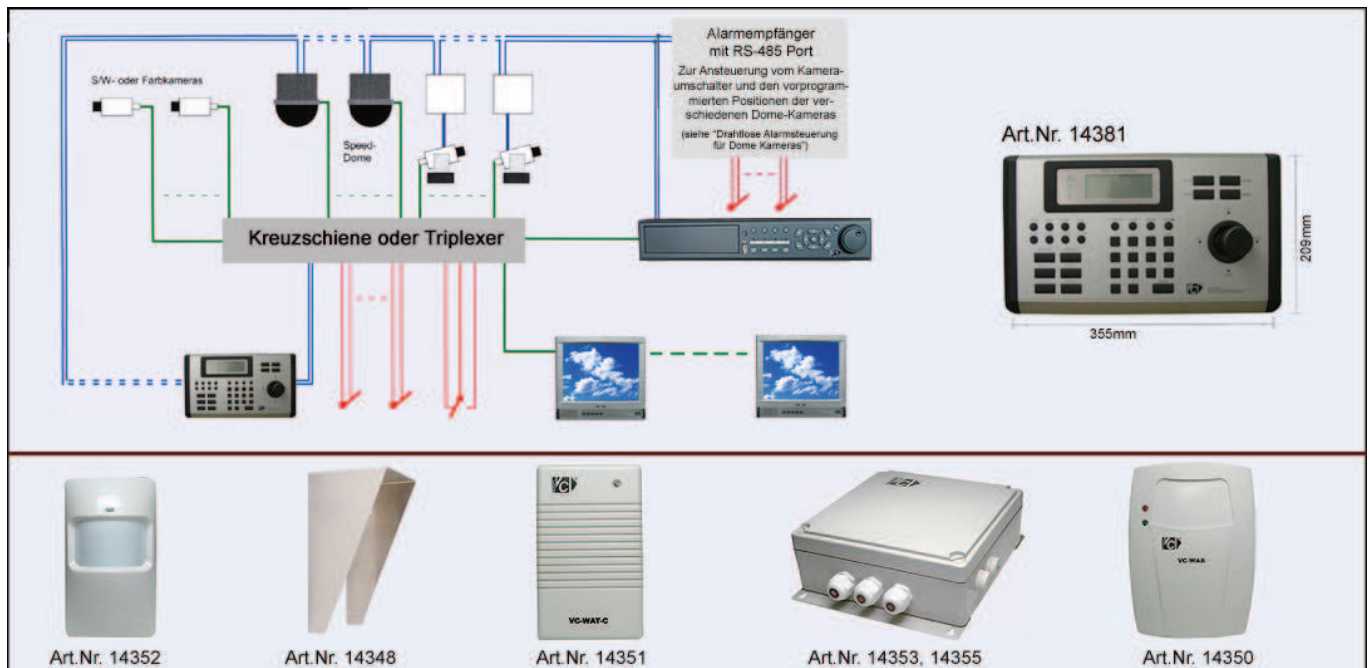 S/W- oder Farbkameras
Speed-
Dome
Alarmempfänger
mit RS-485 Port
Zur Ansteuerung vom Kamera-
umschalter und den vorprogram-
mierten Positionen der ver-
schiedenen Dome-Kameras
(siehe "Drahtlose Alarmsteuerung
für Dome Kameras")
Kreuzschiene oder Triplexer
Art.Nr. 14381
209mm
355mm
VC-WAT-C
VC-WAR
Art.Nr. 14352
Art.Nr. 14348
Art.Nr. 14351
Art.Nr. 14353, 14355
Art.Nr. 14350